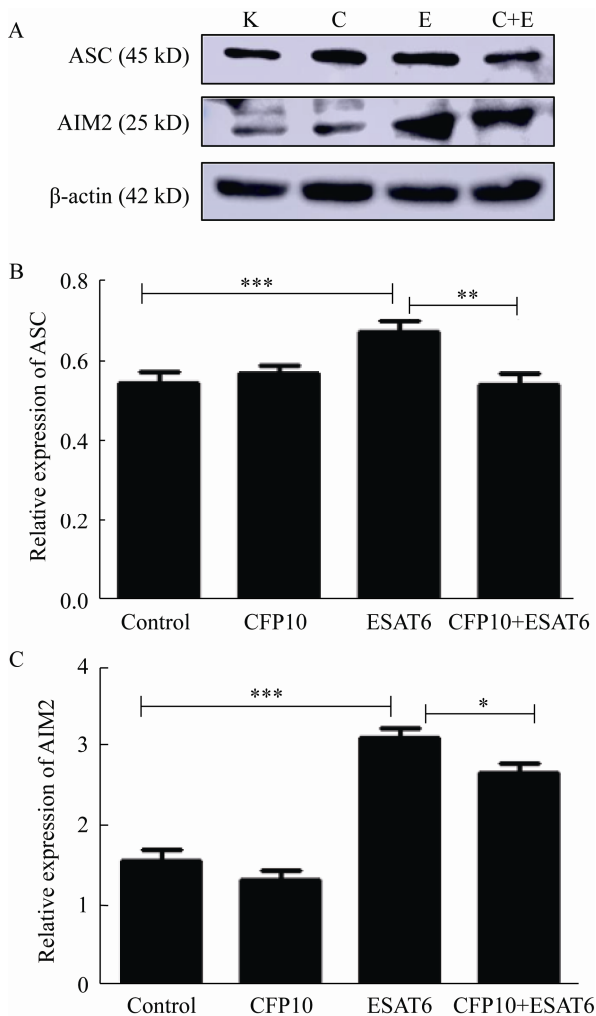 A
K C E C+E
ASC (45 kD)
AIM2 (25 kD)
β-actin (42 kD)
B
Relative expression of ASC
0.8
0.6
0.4
0.2
0.0
***
**
Control CFP10 ESAT6 CFP10+ESAT6
C
Relative expression of AIM2
4
3
2
1
0
***
*
Control CFP10 ESAT6 CFP10+ESAT6